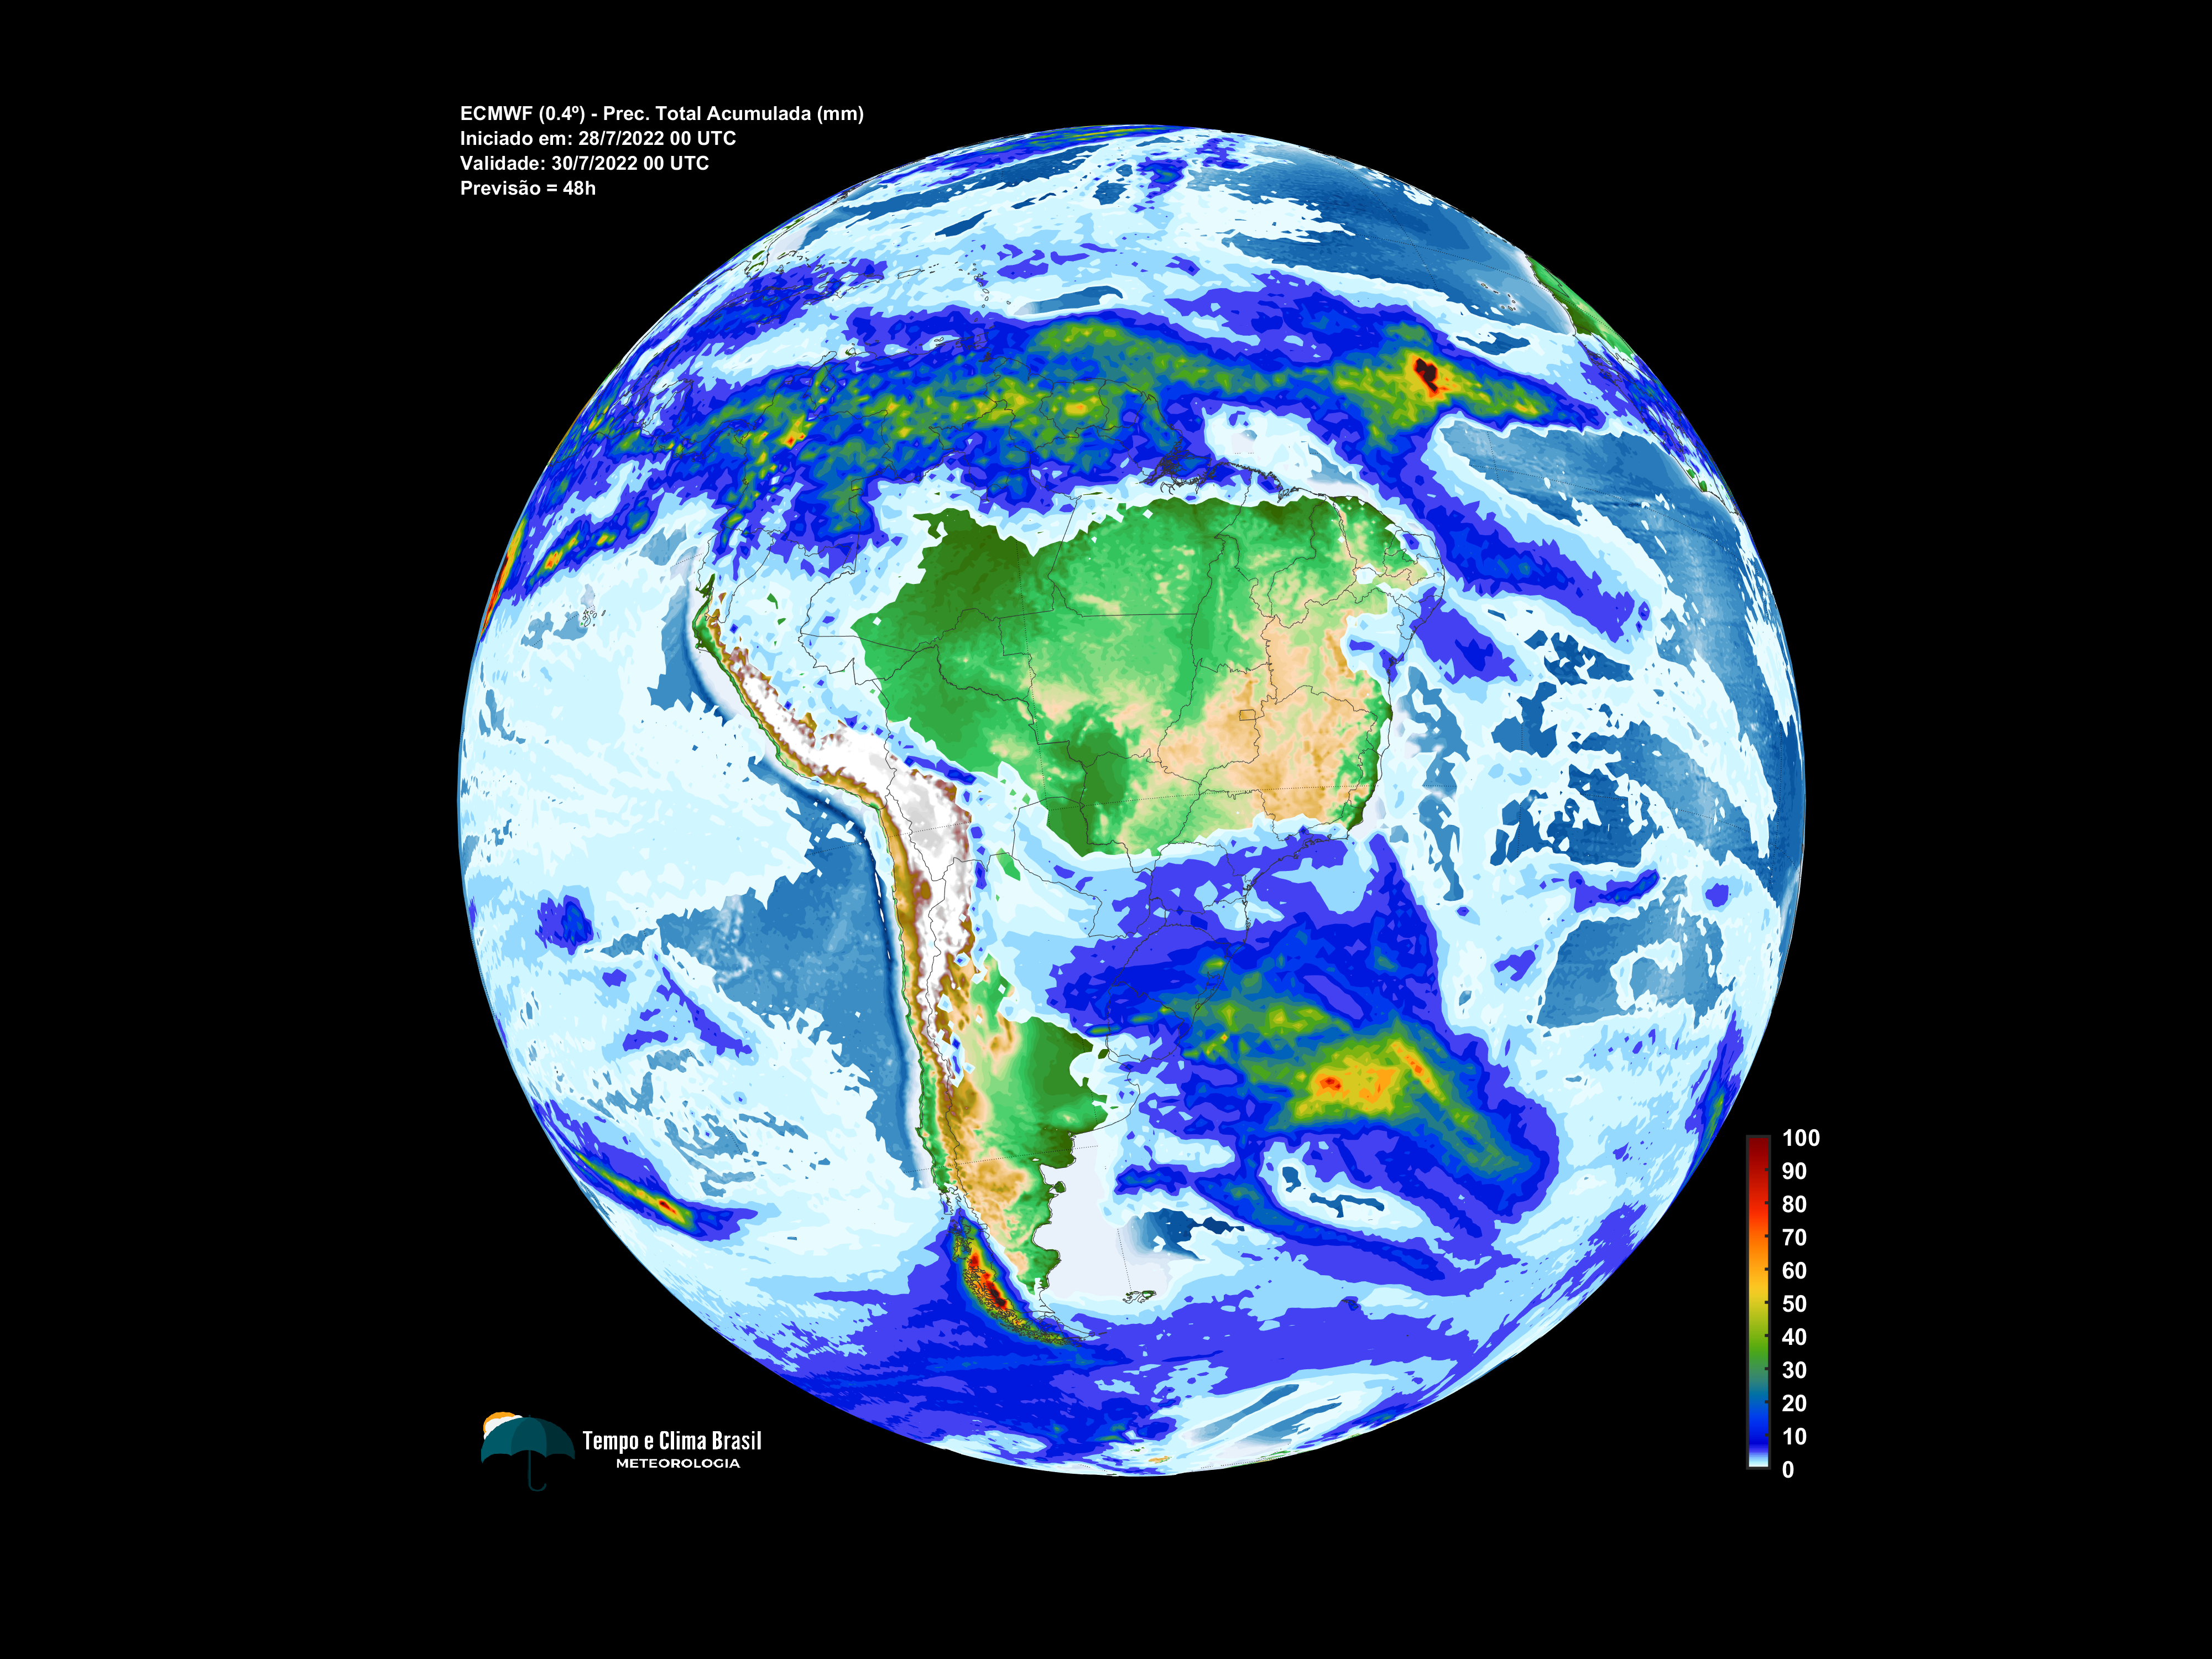 ECMWF (0.4º) - Prec. Total Acumulada (mm)
Iniciado em: 28/7/2022 00 UTC
Validade: 30/7/2022 00 UTC
Previsão = 48h
100
90
80
70
60
50
40
30
20
10
0
Tempo e Clima Brasil
METEOROLOGIA